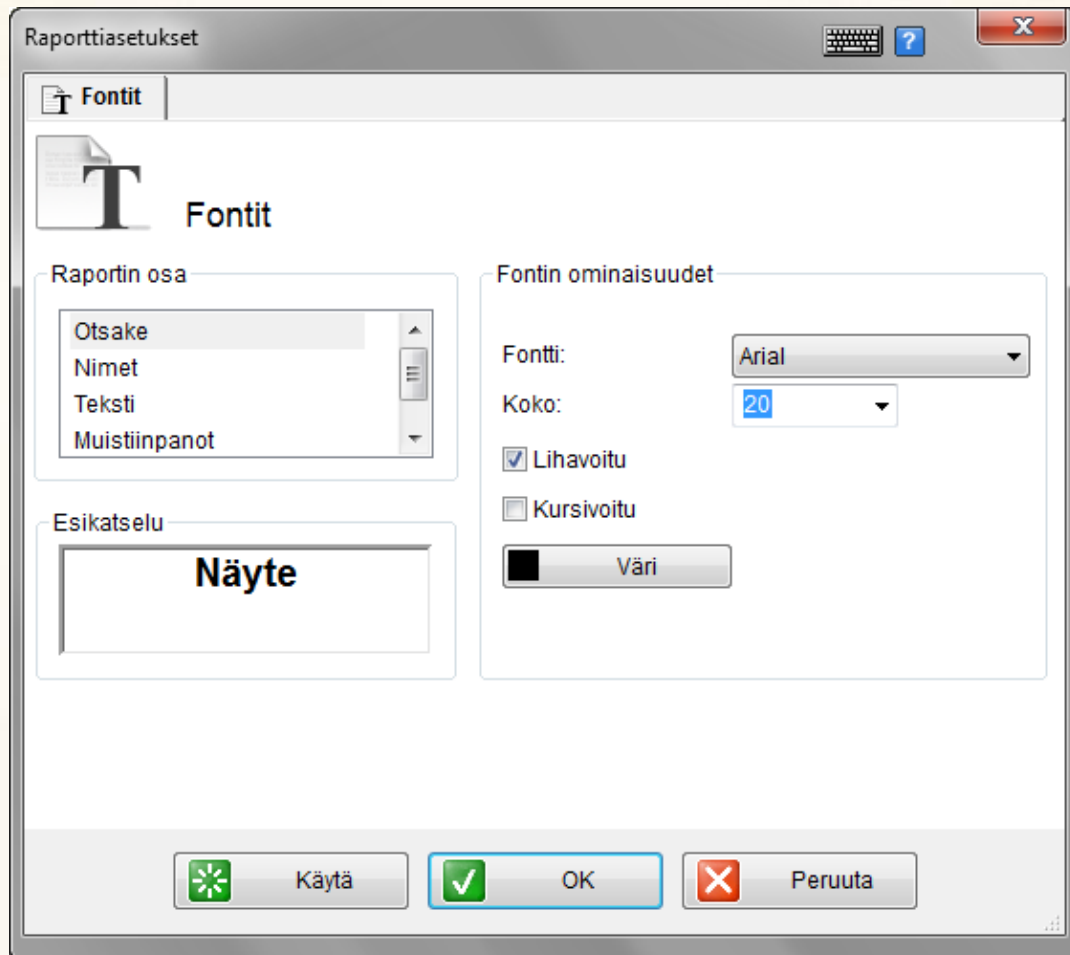 Raporttiasetukset
?
Fontit
Fontit
Raportin osa
Otsake
Nimet
Teksti
Muistiinpanot
Esikatselu
Näyte
Fontin ominaisuudet
Fontti: Arial
Koko: 20
Lihavoitu
Kursivoitu
Väri
Käytä OK Peruuta